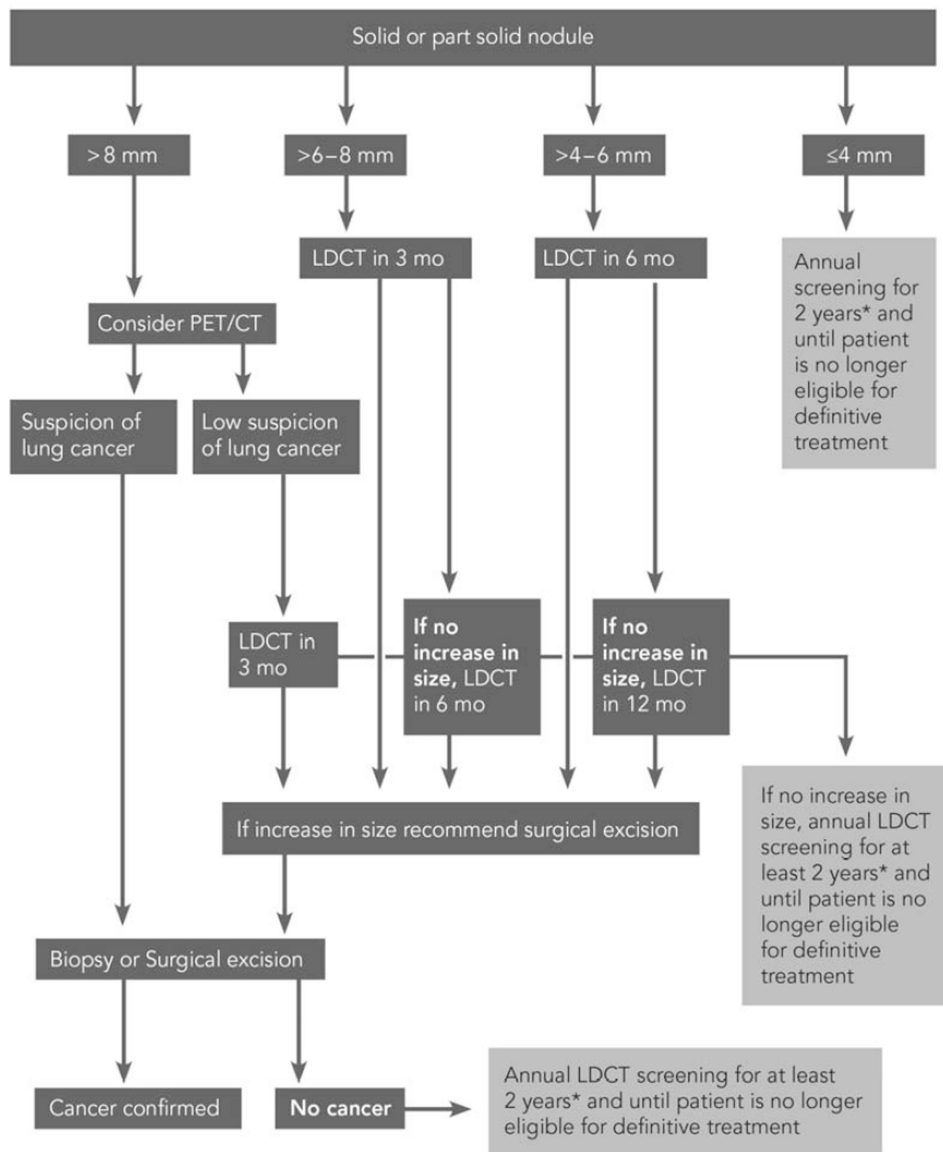 Solid or part solid nodule
>8 mm
>6–8 mm
>4–6 mm
≤4 mm
LDCT in 3 mo
LDCT in 6 mo
Annual
screening for
2 years* and
until patient
is no longer
eligible for
definitive
treatment
Consider PET/CT
Suspicion of
lung cancer
Low suspicion
of lung cancer
LDCT in
3 mo
If no
increase in
size, LDCT
in 6 mo
If no
increase in
size, LDCT
in 12 mo
If increase in size recommend surgical excision
If no increase in
size, annual LDCT
screening for at
least 2 years* and
until patient is no
longer eligible
for definitive
treatment
Biopsy or Surgical excision
Cancer confirmed
No cancer
Annual LDCT screening for at least
2 years* and until patient is no longer
eligible for definitive treatment